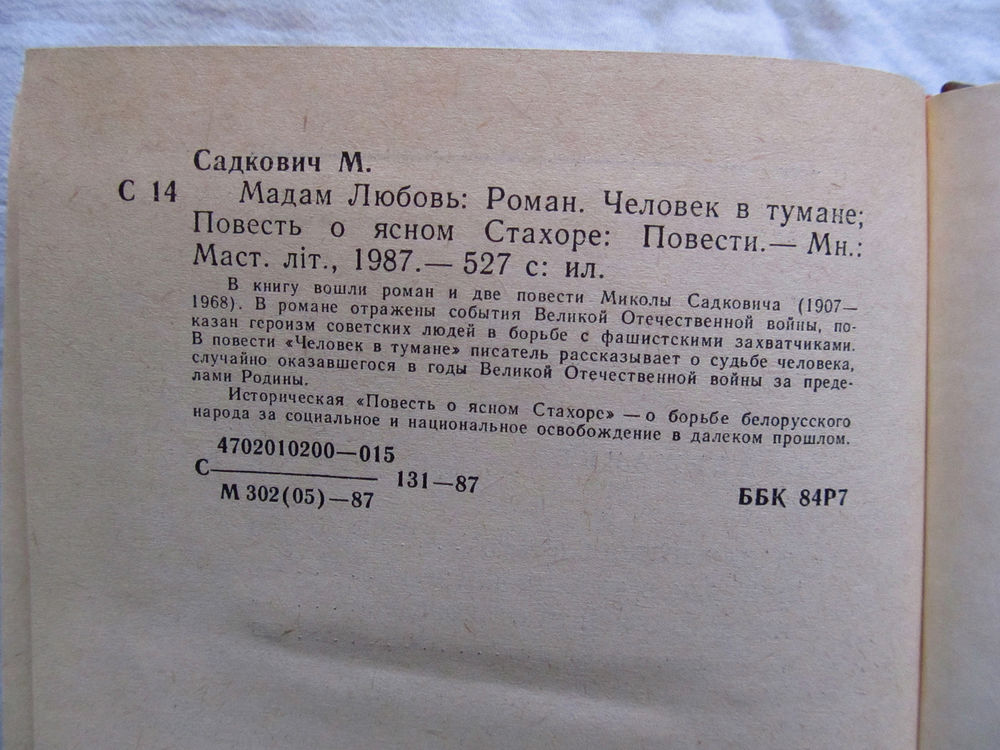 Садкович М.
С 14 Мадам Любовь: Роман. Человек в тумане;
Повесть о ясном Стахоре: Повести.— Мн.:
Маст. літ., 1987.— 527 с: ил.
В книгу вошли роман и две повести Миколы Садковича (1907—
1968). В романе отражены события Великой Отечественной войны, по-
казан героизм советских людей в борьбе с фашистскими захватчиками.
В повести «Человек в тумане» писатель рассказывает о судьбе человека,
случайно оказавшегося в годы Великой Отечественной войны за преде-
лами Родины.
Историческая «Повесть о ясном Стахоре» — о борьбе белорусского
народа за социальное и национальное освобождение в далеком прошлом.
4702010200—015
С 131—87
М 302(05)—87
ББК 84Р7